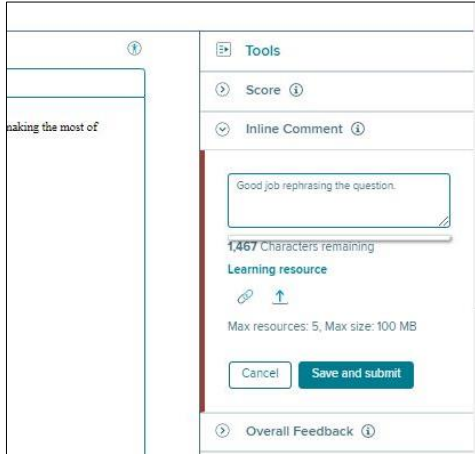 Tools
Score
Inline Comment
making the most of
Good job rephrasing the question.
1,467 Characters remaining
Learning resource
Max resources: 5, Max size: 100 MB
Cancel Save and submit
Overall Feedback